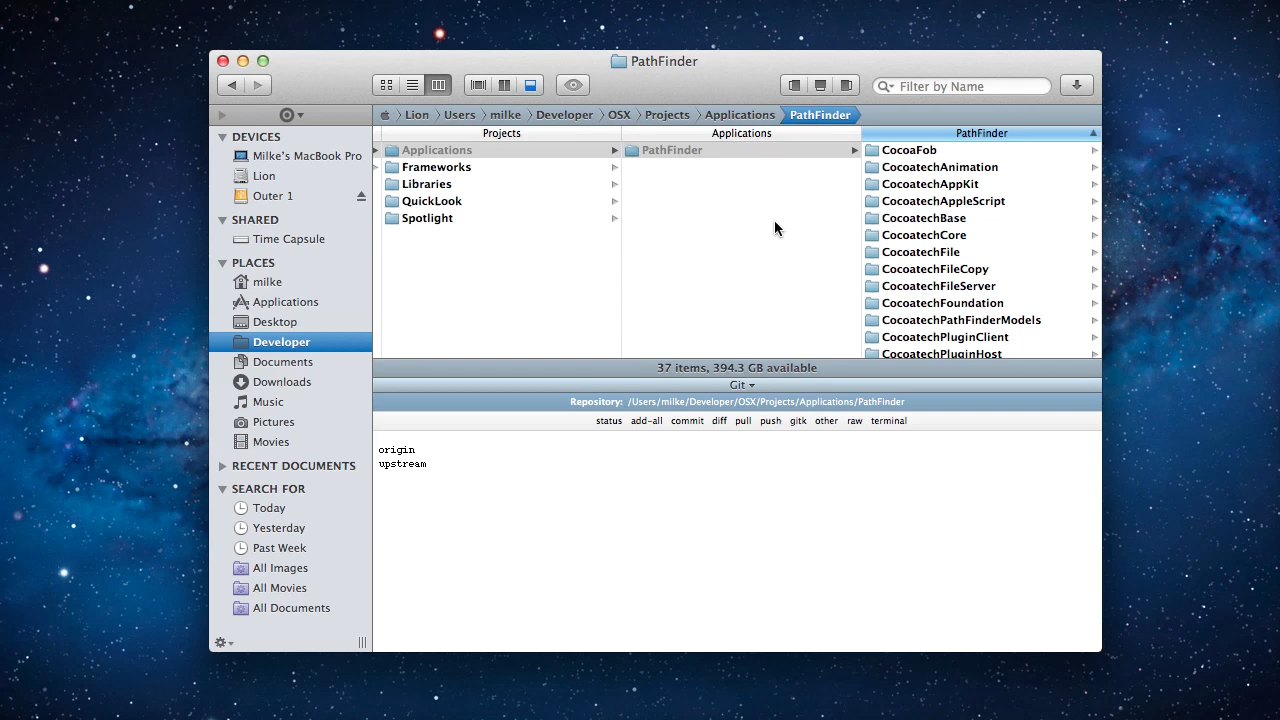 PathFinder
Filter by Name
Lion Users milke Developer OSX Projects Applications PathFinder
DEVICES
Milke's MacBook Pro
Lion
Outer 1
SHARED
Time Capsule
PLACES
milke
Applications
Desktop
Developer
Documents
Downloads
Music
Pictures
Movies
RECENT DOCUMENTS
SEARCH FOR
Today
Yesterday
Past Week
All Images
All Movies
All Documents
Projects
Applications
Frameworks
Libraries
QuickLook
Spotlight
Applications
PathFinder
PathFinder
CocoaFob
CocoatechAnimation
CocoatechAppKit
CocoatechAppleScript
CocoatechBase
CocoatechCore
CocoatechFile
CocoatechFileCopy
CocoatechFileServer
CocoatechFoundation
CocoatechPathFinderModels
CocoatechPluginClient
CocoatechPluginHost
37 items, 394.3 GB available
Git
Repository: /Users/milke/Developer/OSX/Projects/Applications/PathFinder
status add-all commit diff pull push gitk other raw terminal
origin
upstream